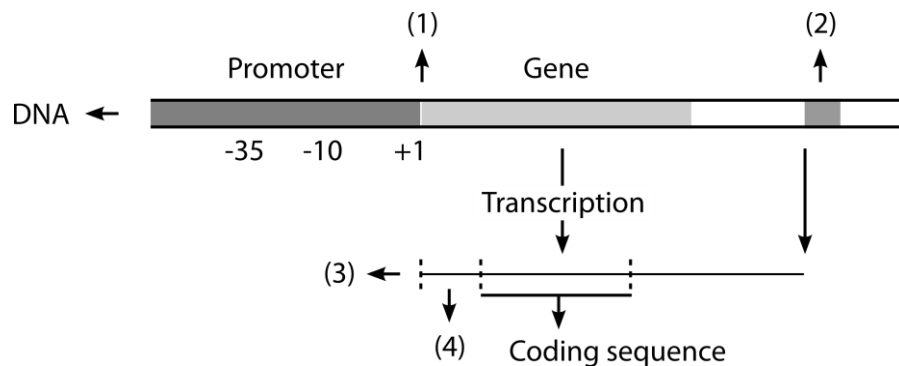 (1)
(2)
Promoter
Gene
DNA
-35
-10
+1
Transcription
(3)
(4)
Coding sequence